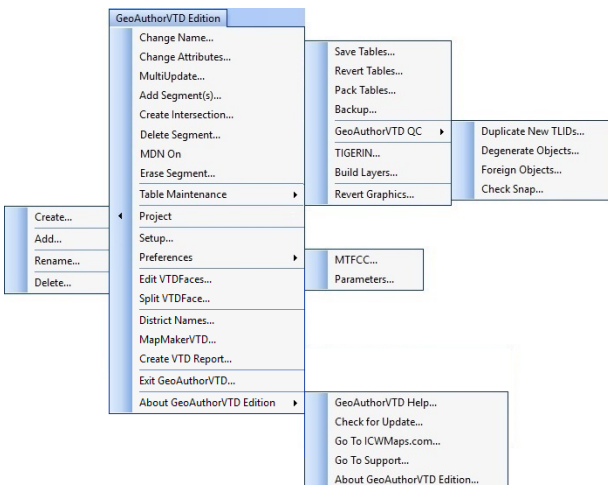 GeoAuthorVTD Edition
Change Name...
Change Attributes...
MultiUpdate...
Add Segment(s)...
Create Intersection...
Delete Segment...
MDN On
Erase Segment...
Table Maintenance
Project
Setup...
Preferences
Edit VTDFaces...
Split VTDFace...
District Names...
MapMakerVTD...
Create VTD Report...
Exit GeoAuthorVTD...
About GeoAuthorVTD Edition
Save Tables...
Revert Tables...
Pack Tables...
Backup...
GeoAuthorVTD QC
TIGERIN...
Build Layers...
Revert Graphics...
Duplicate New TLIDs...
Degenerate Objects...
Foreign Objects...
Check Snap...
Create...
Add...
Rename...
Delete...
MTFCC...
Parameters...
GeoAuthorVTD Help...
Check for Update...
Go To ICWMaps.com...
Go To Support...
About GeoAuthorVTD Edition...